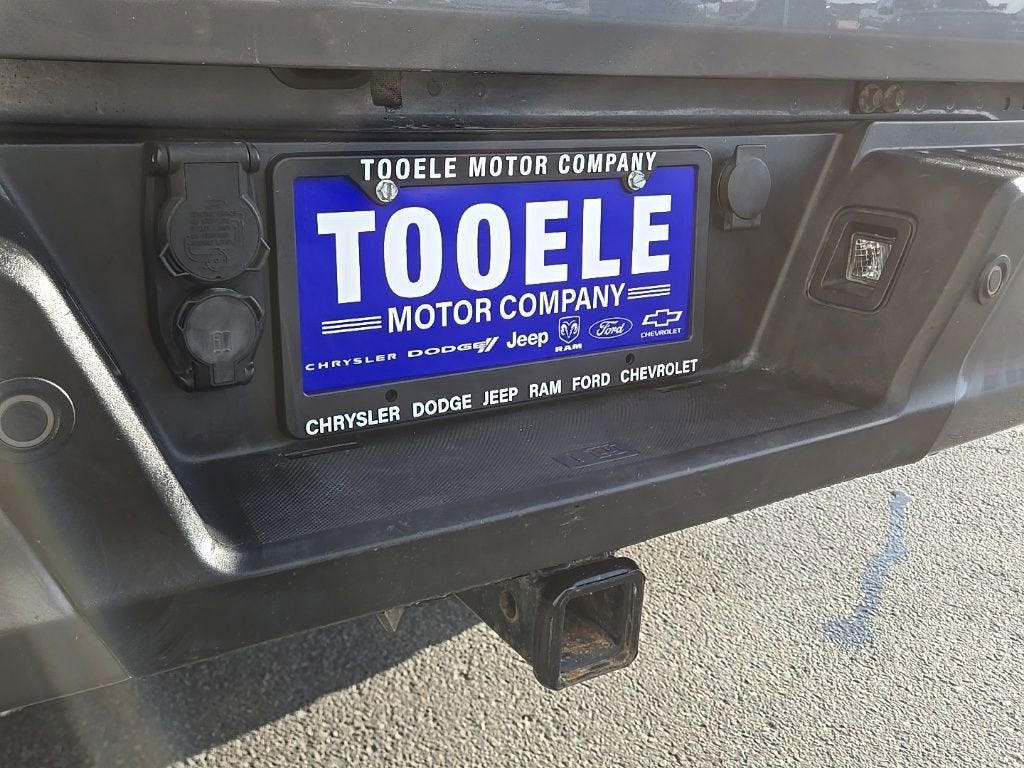 TOOELE MOTOR COMPANY
TOOELE
MOTOR COMPANY
CHRYSLER DODGE Jeep RAM Ford CHEVROLET
CHRYSLER DODGE JEEP RAM FORD CHEVROLET